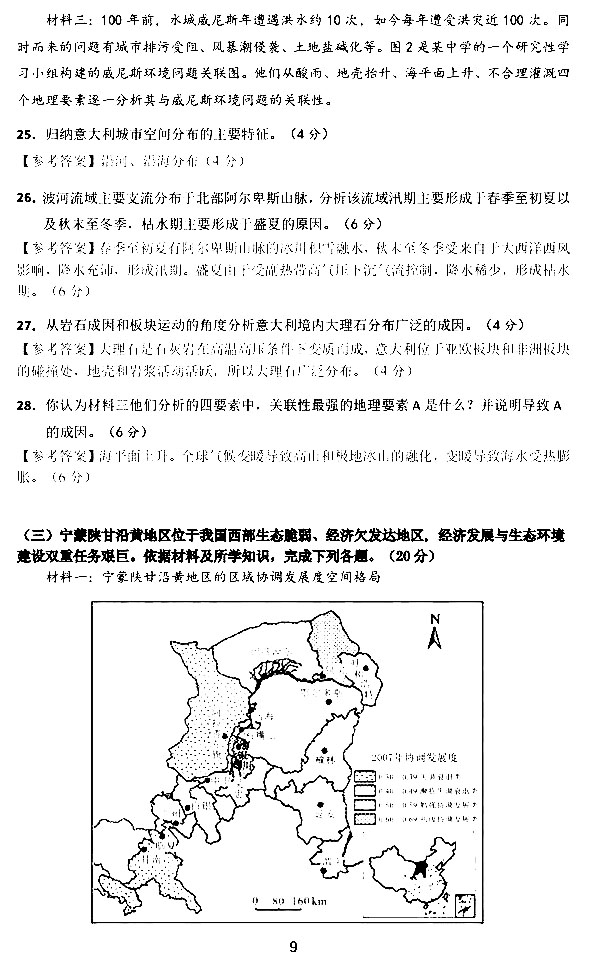 材料三：100 年前，水城威尼斯年遭遇洪水约 10 次，如今每年遭受洪灾近 100 次。同
时而来的问题有城市排污受阻、风暴潮侵袭、土地盐碱化等。图 2 是某中学的一个研究性学
习小组构建的威尼斯环境问题关联图。他们从酸雨、地壳抬升、海平面上升、不合理灌溉四
个地理要素逐一分析其与威尼斯环境问题的关联性。
25．归纳意大利城市空间分布的主要特征。（4 分）
【参考答案】沿河、沿海分布（4 分）
26．波河流域主要支流分布于北部阿尔卑斯山脉，分析该流域汛期主要形成于春季至初夏以
及秋末至冬季，枯水期主要形成于盛夏的原因。（6 分）
【参考答案】春季至初夏有阿尔卑斯山脉的冰川积雪融水，秋末至冬季受来自于大西洋西风
影响，降水充沛，形成汛期。盛夏由于受副热带高气压下沉气流控制，降水稀少，形成枯水
期。（6 分）
27．从岩石成因和板块运动的角度分析意大利境内大理石分布广泛的成因。（4 分）
【参考答案】大理石是石灰岩在高温高压条件下变质而成，意大利位于亚欧板块和非洲板块
的碰撞处，地壳和岩浆活动活跃，所以大理石广泛分布。（4 分）
28．你认为材料三他们分析的四要素中，关联性最强的地理要素 A 是什么？并说明导致 A
的成因。（6 分）
【参考答案】海平面上升。全球气候变暖导致高山和极地冰山的融化，变暖导致海水受热膨
胀。（6 分）
（三）宁蒙陕甘沿黄地区位于我国西部生态脆弱、经济欠发达地区，经济发展与生态环境
建设双重任务艰巨。依据材料及所学知识，完成下列各题。（20 分）
材料一：宁蒙陕甘沿黄地区的区域协调发展度空间格局
N
榆林
2007年协调发展度
0 80 160km
9